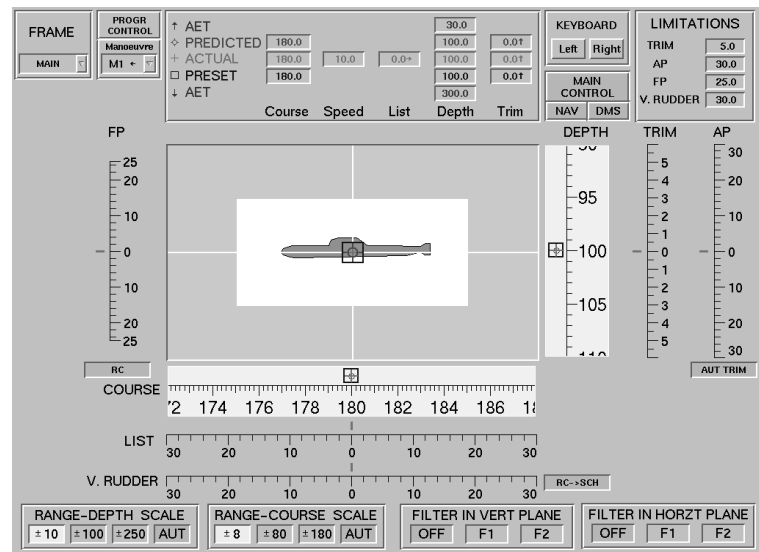 FRAME
MAIN
PROGR
CONTROL
Manoeuvre
M1 ←
↑ AET 30.0
✧ PREDICTED 180.0 100.0 0.0↑
+ ACTUAL 180.0 10.0 0.0→ 100.0 0.0↑
□ PRESET 180.0 100.0 0.0↑
↓ AET 300.0
Course Speed List Depth Trim
KEYBOARD
Left Right
MAIN
CONTROL
NAV DMS
LIMITATIONS
TRIM 5.0
AP 30.0
FP 25.0
V. RUDDER 30.0
FP
25
20
10
0
10
20
25
RC
DEPTH
95
100
105
TRIM
5
4
3
2
1
0
1
2
3
4
5
AP
30
20
10
0
10
20
30
AUT TRIM
COURSE
72 174 176 178 180 182 184 186
LIST
30 20 10 0 10 20 30
V. RUDDER
30 20 10 0 10 20 30
RC->SCH
RANGE-DEPTH SCALE
±10 ±100 ±250 AUT
RANGE-COURSE SCALE
±8 ±80 ±180 AUT
FILTER IN VERT PLANE
OFF F1 F2
FILTER IN HORZT PLANE
OFF F1 F2